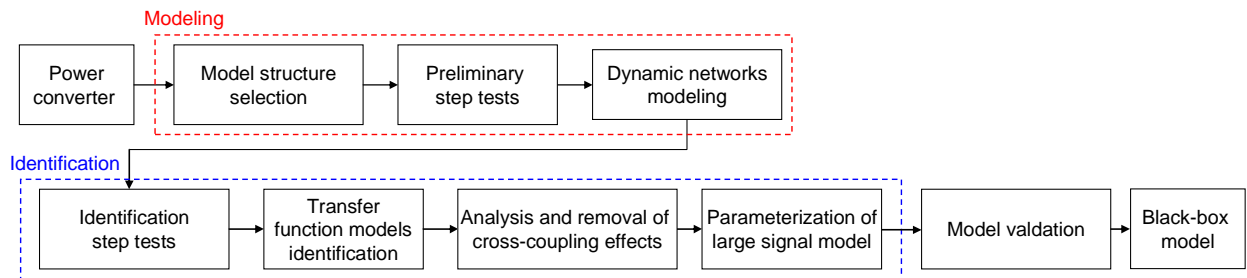 Modeling
Power
converter
Model structure
selection
Preliminary
step tests
Dynamic networks
modeling
Identification
Identification
step tests
Transfer
function models
identification
Analysis and removal of
cross-coupling effects
Parameterization of
large signal model
Model valdation
Black-box
model